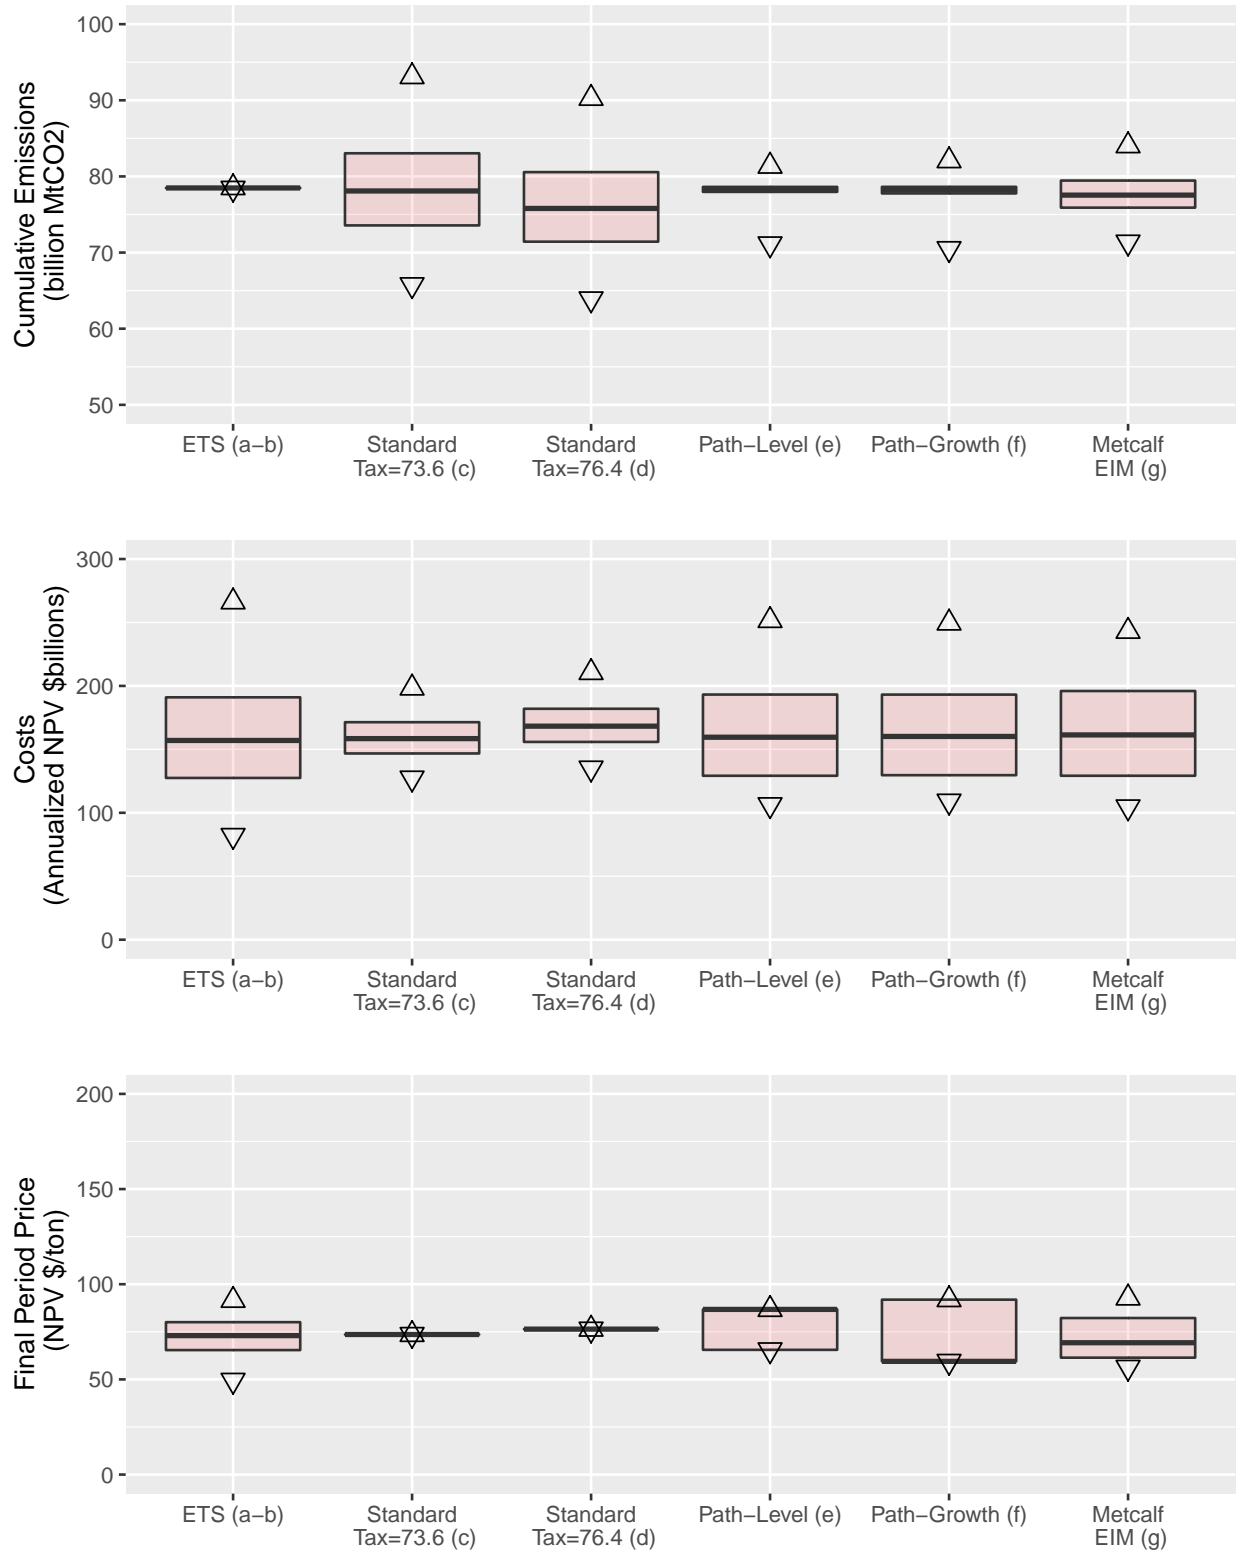 Cumulative Emissions
(billion MtCO2)
100
90
80
70
60
50
ETS (a−b)
Standard
Tax=73.6 (c)
Standard
Tax=76.4 (d)
Path−Level (e)
Path−Growth (f)
Metcalf
EIM (g)
Costs
(Annualized NPV $billions)
300
200
100
0
ETS (a−b)
Standard
Tax=73.6 (c)
Standard
Tax=76.4 (d)
Path−Level (e)
Path−Growth (f)
Metcalf
EIM (g)
Final Period Price
(NPV $/ton)
200
150
100
50
0
ETS (a−b)
Standard
Tax=73.6 (c)
Standard
Tax=76.4 (d)
Path−Level (e)
Path−Growth (f)
Metcalf
EIM (g)